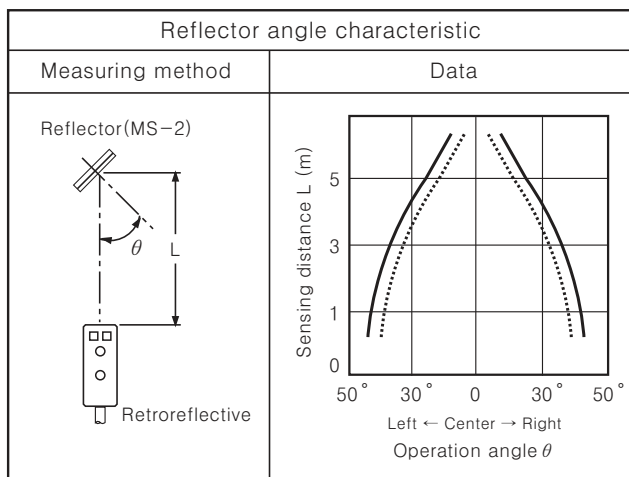 Reflector angle characteristic
Measuring method
Data
Reflector(MS-2)
θ
L
Retroreflective
Sensing distance L (m)
5
3
1
0
50° 30° 0 30° 50°
Left ← Center → Right
Operation angle θ